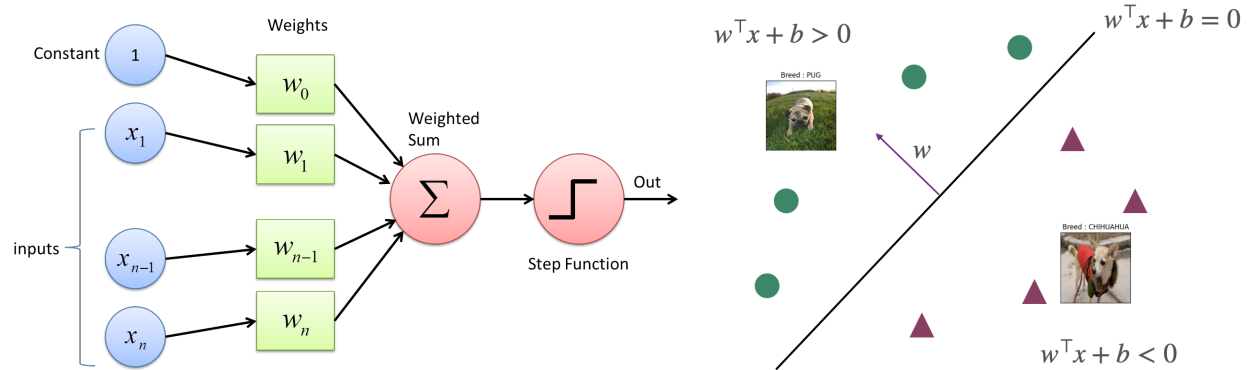 Weights
Constant
1
w₀
x₁
w₁
Weighted
Sum
Σ
Out
inputs
xₙ₋₁
wₙ₋₁
Step Function
xₙ
wₙ
w⊤x + b > 0
w⊤x + b = 0
Breed : PUG
w
Breed : CHIHUAHUA
w⊤x + b < 0